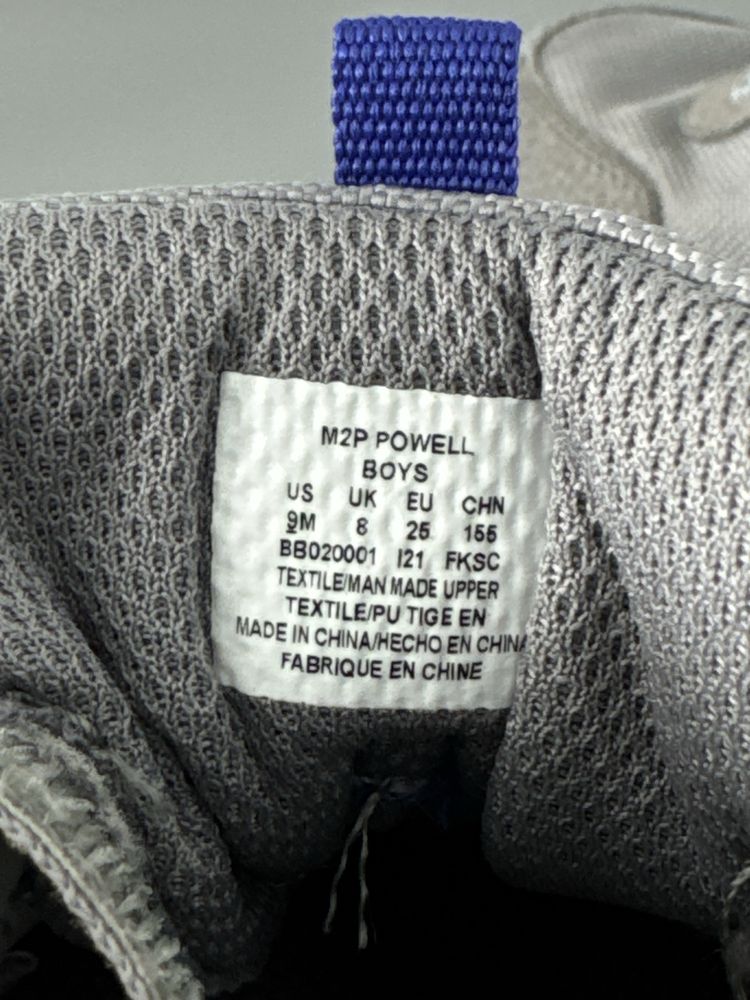 M2P POWELL
BOYS
US UK EU CHN
9M 8 25 155
BB020001 I21 FKSC
TEXTILE/MAN MADE UPPER
TEXTILE/PU TIGE EN
MADE IN CHINA/HECHO EN CHINA
FABRIQUE EN CHINE